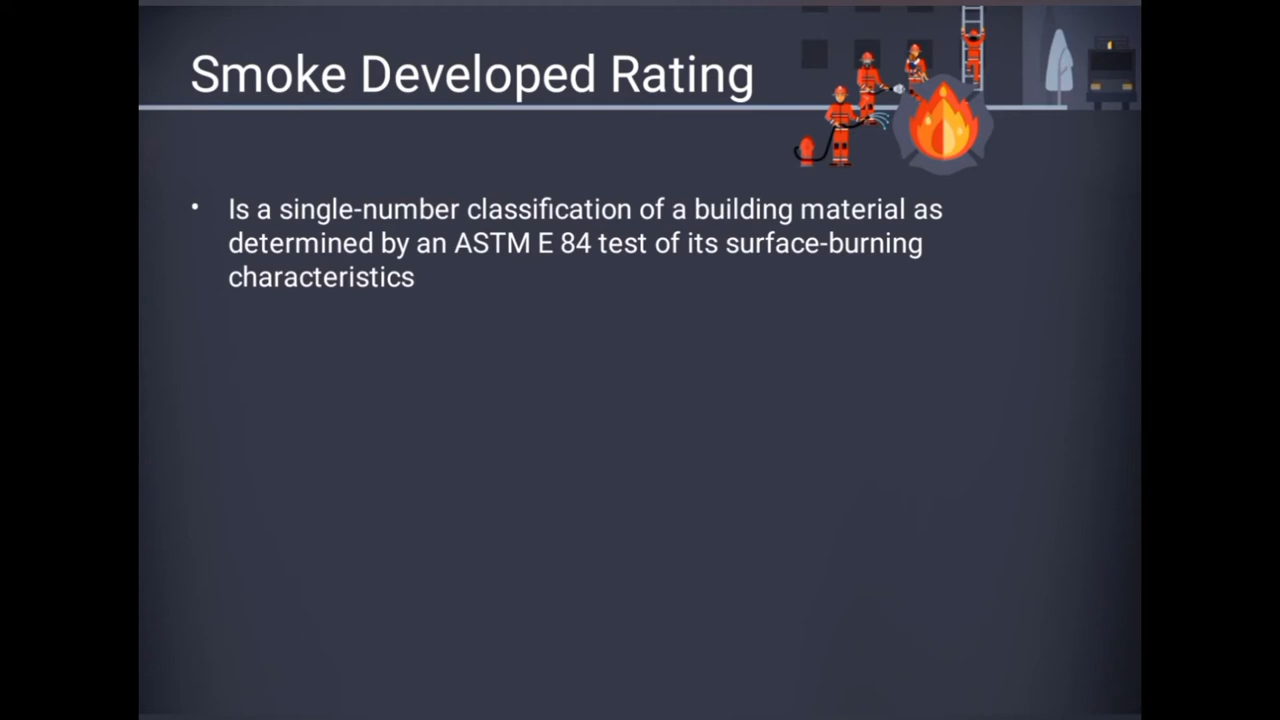 Smoke Developed Rating
• Is a single-number classification of a building material as
determined by an ASTM E 84 test of its surface-burning
characteristics